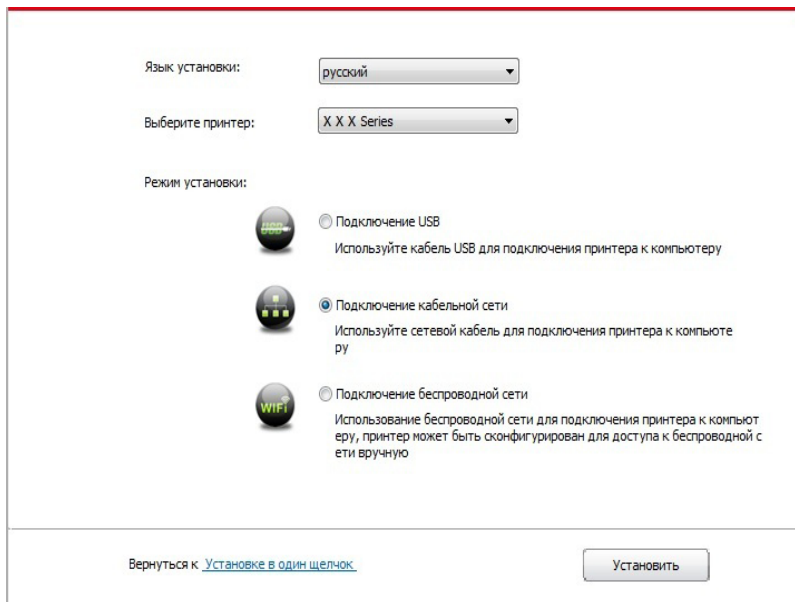 Язык установки:
русский
Выберите принтер:
X X X Series
Режим установки:
USB
Подключение USB
Используйте кабель USB для подключения принтера к компьютеру
Подключение кабельной сети
Используйте сетевой кабель для подключения принтера к компьюте
ру
WiFi
Подключение беспроводной сети
Использование беспроводной сети для подключения принтера к компьют
еру, принтер может быть сконфигурирован для доступа к беспроводной с
ети вручную
Вернуться к Установке в один щелчок
Установить